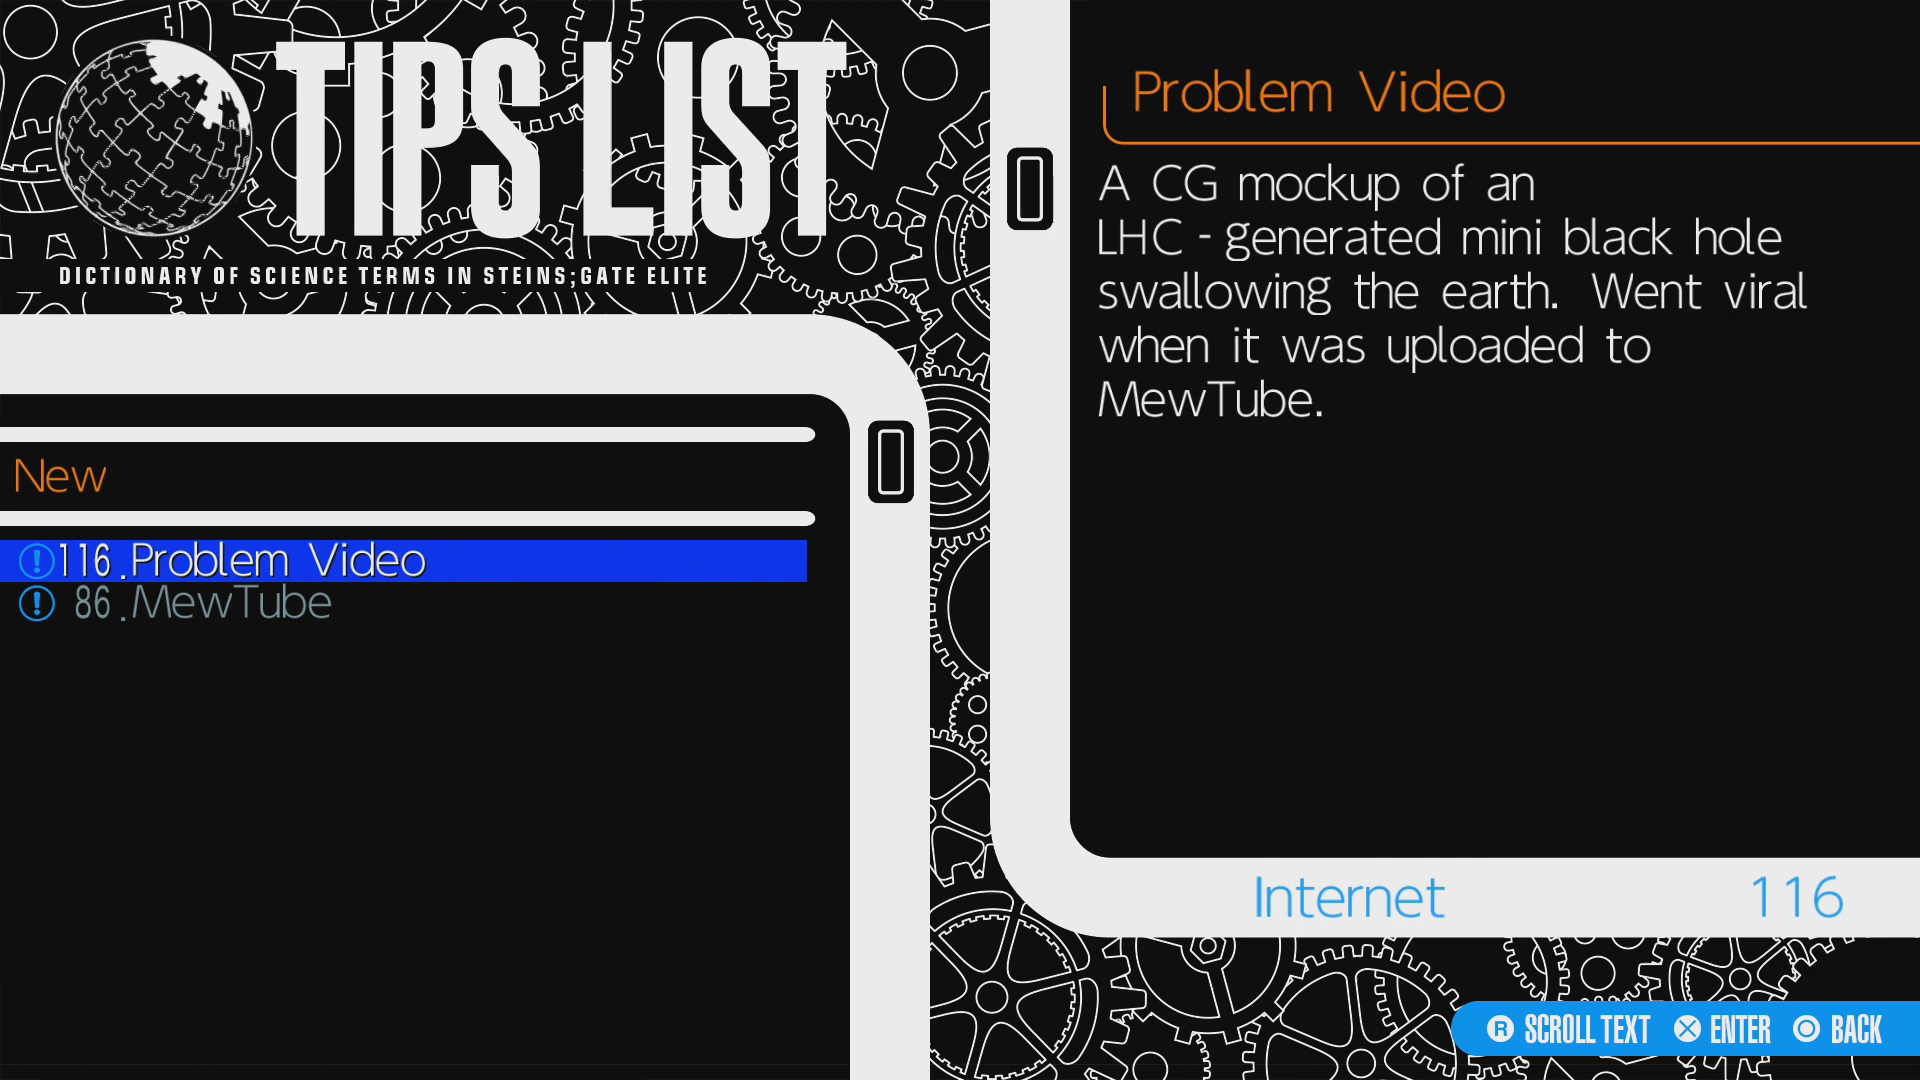 TIPS LIST
DICTIONARY OF SCIENCE TERMS IN STEINS;GATE ELITE
New
116.Problem Video
86.MewTube
Problem Video
A CG mockup of an
LHC-generated mini black hole
swallowing the earth. Went viral
when it was uploaded to
MewTube.
Internet 116
R SCROLL TEXT ENTER BACK